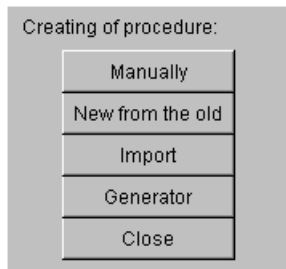 Creating of procedure:
Manually
New from the old
Import
Generator
Close